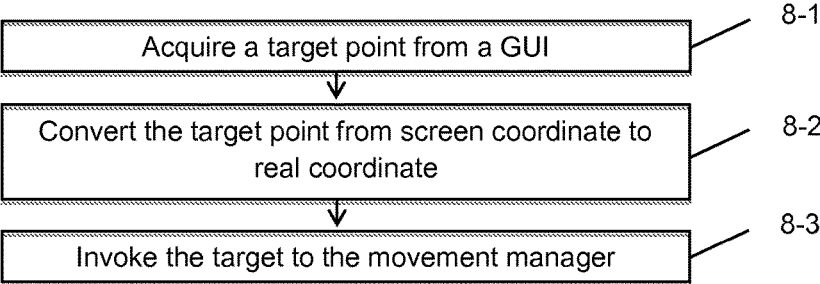 Acquire a target point from a GUI
8-1
Convert the target point from screen coordinate to
real coordinate
8-2
Invoke the target to the movement manager
8-3